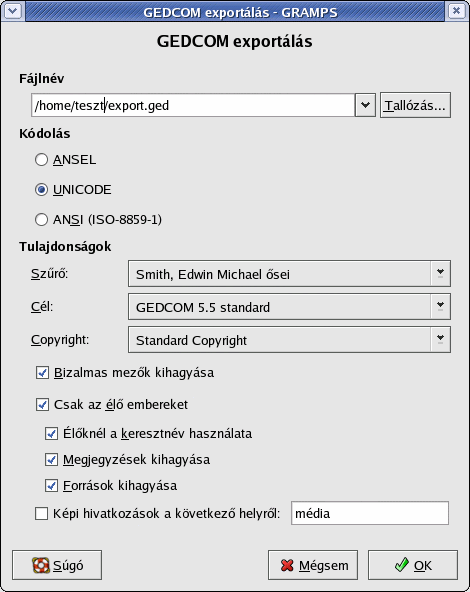 GEDCOM exportálás - GRAMPS
GEDCOM exportálás
Fájlnév
/home/teszt/export.ged
Tallózás...
Kódolás
ANSEL
UNICODE
ANSI (ISO-8859-1)
Tulajdonságok
Szűrő: Smith, Edwin Michael ősei
Cél: GEDCOM 5.5 standard
Copyright: Standard Copyright
Bizalmas mezők kihagyása
Csak az élő embereket
Élőknél a keresztnév használata
Megjegyzések kihagyása
Források kihagyása
Képi hivatkozások a következő helyről: média
Súgó
Mégsem
OK